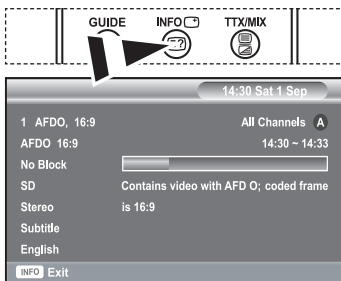 GUIDE INFO TTX/MIX
?
14:30 Sat 1 Sep
1 AFDO, 16:9 All Channels A
AFDO 16:9 14:30 ~ 14:33
No Block
SD Contains video with AFD O; coded frame
Stereo is 16:9
Subtitle
English
INFO Exit